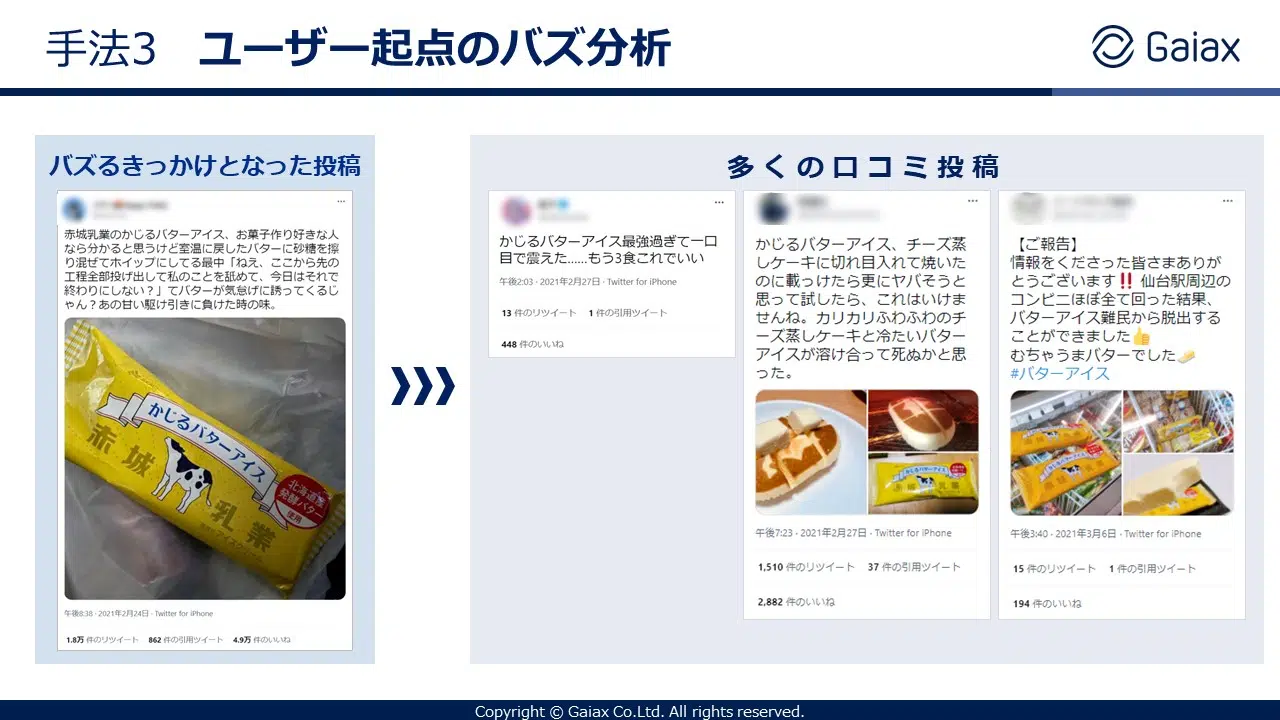 手法3 ユーザー起点のバズ分析
Gaiax
バズるきっかけとなった投稿
赤城乳業のかじるバターアイス、お菓子作り好きな人
なら分かると思うけど室温に戻したバターに砂糖を擦
り混ぜてホイップにしてる最中「ねえ、ここから先の
工程全部投げ出して私のことを舐めて、今日はそれで
終わりにしない？」てバターが気怠げに誘ってくるじ
ゃん？あの甘い駆け引きに負けた時の味。
かじるバターアイス
赤城
乳業
北海道産
発酵バター
使用
午後8:38 · 2021年2月24日 · Twitter for iPhone
1.8万 件のリツイート 862 件の引用ツイート 4.9万 件のいいね
多くの口コミ投稿
かじるバターアイス最強過ぎて一口
目で震えた……もう3食これでいい
午後2:03 · 2021年2月27日 · Twitter for iPhone
13 件のリツイート 1 件の引用ツイート
448 件のいいね
かじるバターアイス、チーズ蒸
しケーキに切れ目入れて焼いた
のに載っけたら更にヤバそうと
思って試したら、これはいけま
せんね。カリカリふわふわのチ
ーズ蒸しケーキと冷たいバター
アイスが溶け合って死ぬかと思
った。
かじるバターアイス
赤城 乳業
午後7:23 · 2021年2月27日 · Twitter for iPhone
1,510 件のリツイート 37 件の引用ツイート
2,882 件のいいね
【ご報告】
情報をくださった皆さまありが
とうございます‼️ 仙台駅周辺の
コンビニほぼ全て回った結果、
バターアイス難民から脱出する
ことができました👍
むちゃうまバターでした🧈
#バターアイス
かじるバターアイス
午後3:40 · 2021年3月6日 · Twitter for iPhone
15 件のリツイート 1 件の引用ツイート
194 件のいいね
Copyright © Gaiax Co.Ltd. All rights reserved.